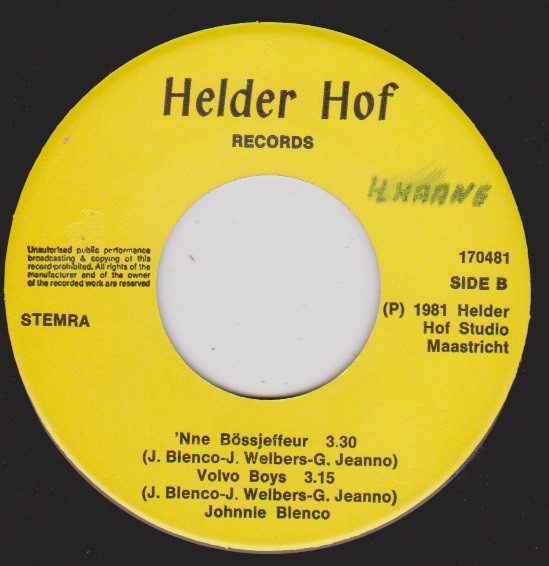 Helder Hof
RECORDS
H.HAANE
Unautorised public performance
broadcasting & copying of this
record prohibited. All rights of the
manufacturer and of the owner
of the recorded work are reserved
STEMRA
170481
SIDE B
(P) 1981 Helder
Hof Studio
Maastricht
'Nne Bössjeffeur 3.30
(J. Blenco-J. Welbers-G. Jeanno)
Volvo Boys 3.15
(J. Blenco-J. Welbers-G. Jeanno)
Johnnie Blenco